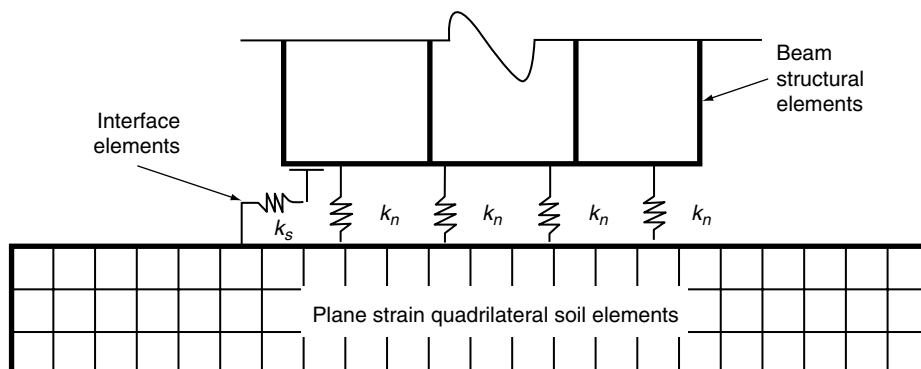 Beam
structural
elements
Interface
elements
k_s
k_n
k_n
k_n
k_n
Plane strain quadrilateral soil elements